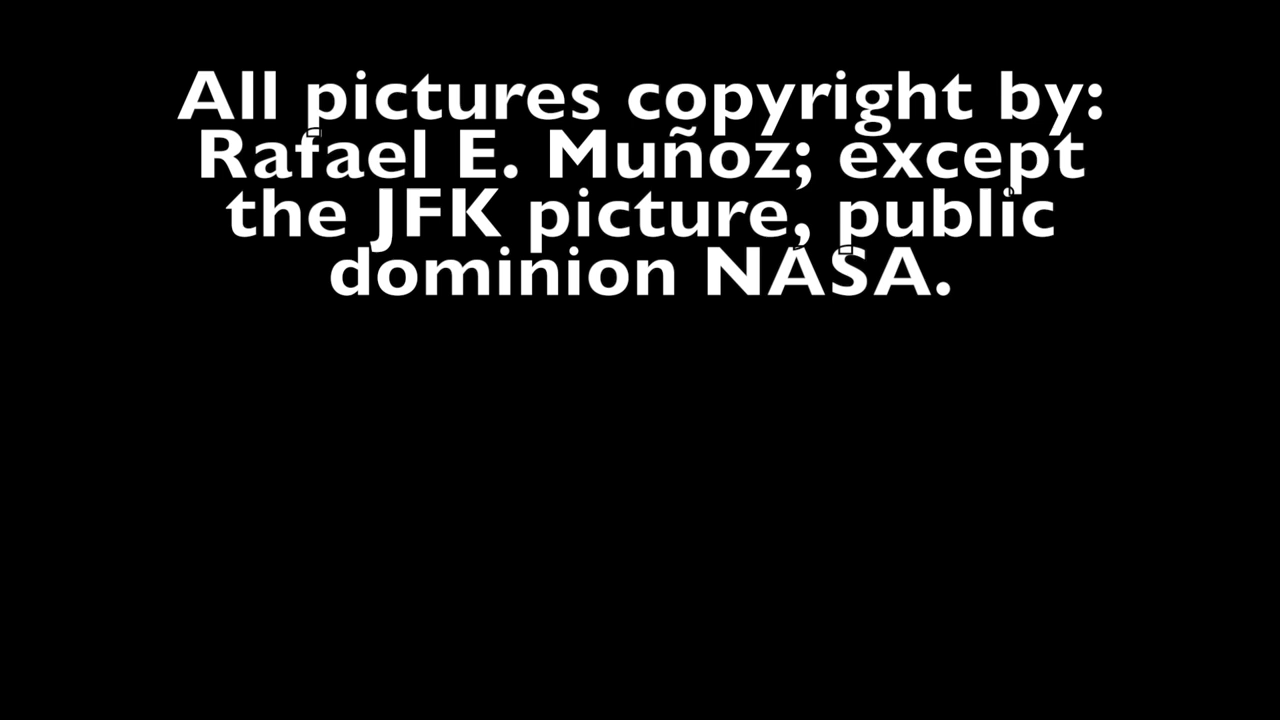 All pictures copyright by:
Rafael E. Muñoz; except
the JFK picture, public
dominion NASA.